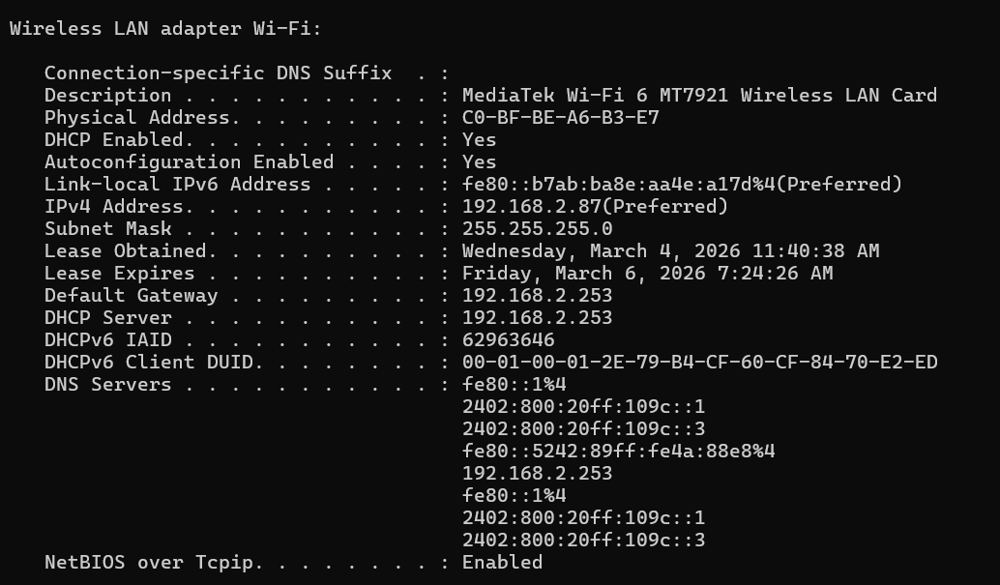 Wireless LAN adapter Wi-Fi:

   Connection-specific DNS Suffix  . :
   Description . . . . . . . . . . . : MediaTek Wi-Fi 6 MT7921 Wireless LAN Card
   Physical Address. . . . . . . . . : C0-BF-BE-A6-B3-E7
   DHCP Enabled. . . . . . . . . . . : Yes
   Autoconfiguration Enabled . . . . : Yes
   Link-local IPv6 Address . . . . . : fe80::b7ab:ba8e:aa4e:a17d%4(Preferred)
   IPv4 Address. . . . . . . . . . . : 192.168.2.87(Preferred)
   Subnet Mask . . . . . . . . . . . : 255.255.255.0
   Lease Obtained. . . . . . . . . . : Wednesday, March 4, 2026 11:40:38 AM
   Lease Expires . . . . . . . . . . : Friday, March 6, 2026 7:24:26 AM
   Default Gateway . . . . . . . . . : 192.168.2.253
   DHCP Server . . . . . . . . . . . : 192.168.2.253
   DHCPv6 IAID . . . . . . . . . . . : 62963646
   DHCPv6 Client DUID. . . . . . . . : 00-01-00-01-2E-79-B4-CF-60-CF-84-70-E2-ED
   DNS Servers . . . . . . . . . . . : fe80::1%4
                                       2402:800:20ff:109c::1
                                       2402:800:20ff:109c::3
                                       fe80::5242:89ff:fe4a:88e8%4
                                       192.168.2.253
                                       fe80::1%4
                                       2402:800:20ff:109c::1
                                       2402:800:20ff:109c::3
   NetBIOS over Tcpip. . . . . . . . : Enabled